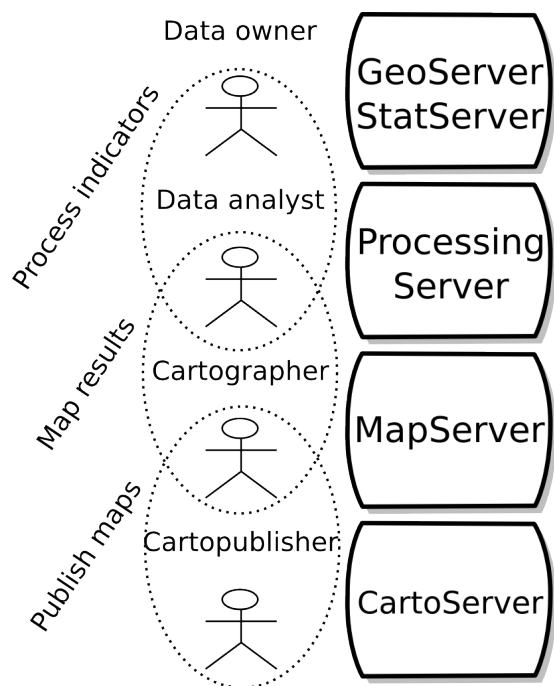 Data owner
GeoServer
StatServer
Process indicators
Data analyst
Processing
Server
Map results
Cartographer
MapServer
Publish maps
Cartopublisher
CartoServer